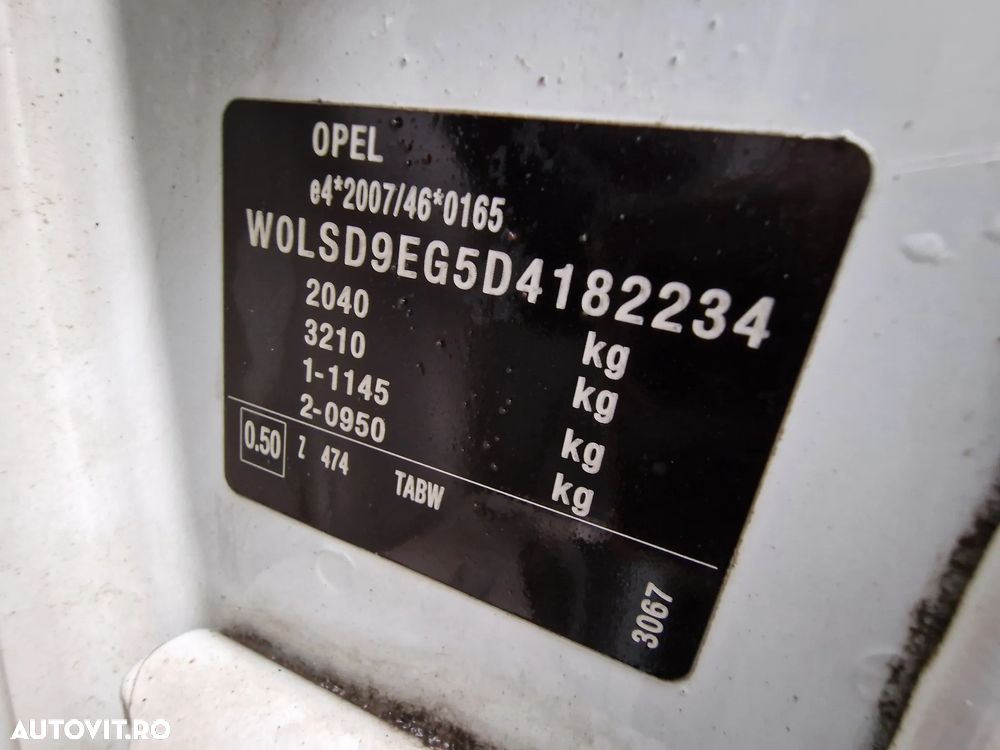 OPEL
e4*2007/46*0165
W0LSD9EG5D4182234
2040 kg
3210 kg
1-1145 kg
2-0950 kg
0.50 Z 474 TABW
3067
AUTOVIT.RO